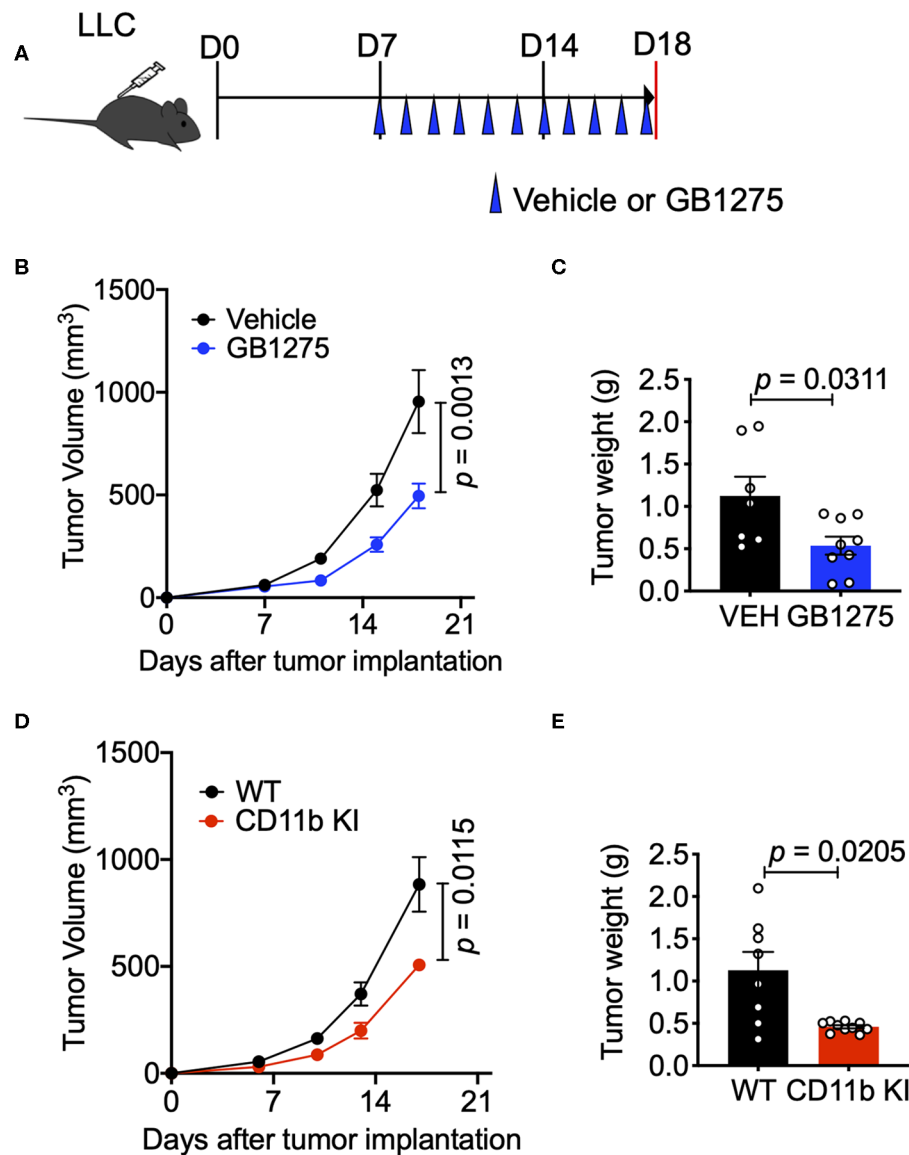 A
LLC
D0
D7
D14
D18
Vehicle or GB1275
B
Tumor Volume (mm³)
1500
1000
500
0
0
7
14
21
Days after tumor implantation
Vehicle
GB1275
p = 0.0013
C
Tumor weight (g)
2.5
2.0
1.5
1.0
0.5
0.0
p = 0.0311
VEH GB1275
D
Tumor Volume (mm³)
1500
1000
500
0
0
7
14
21
Days after tumor implantation
WT
CD11b KI
p = 0.0115
E
Tumor weight (g)
2.5
2.0
1.5
1.0
0.5
0.0
p = 0.0205
WT CD11b KI